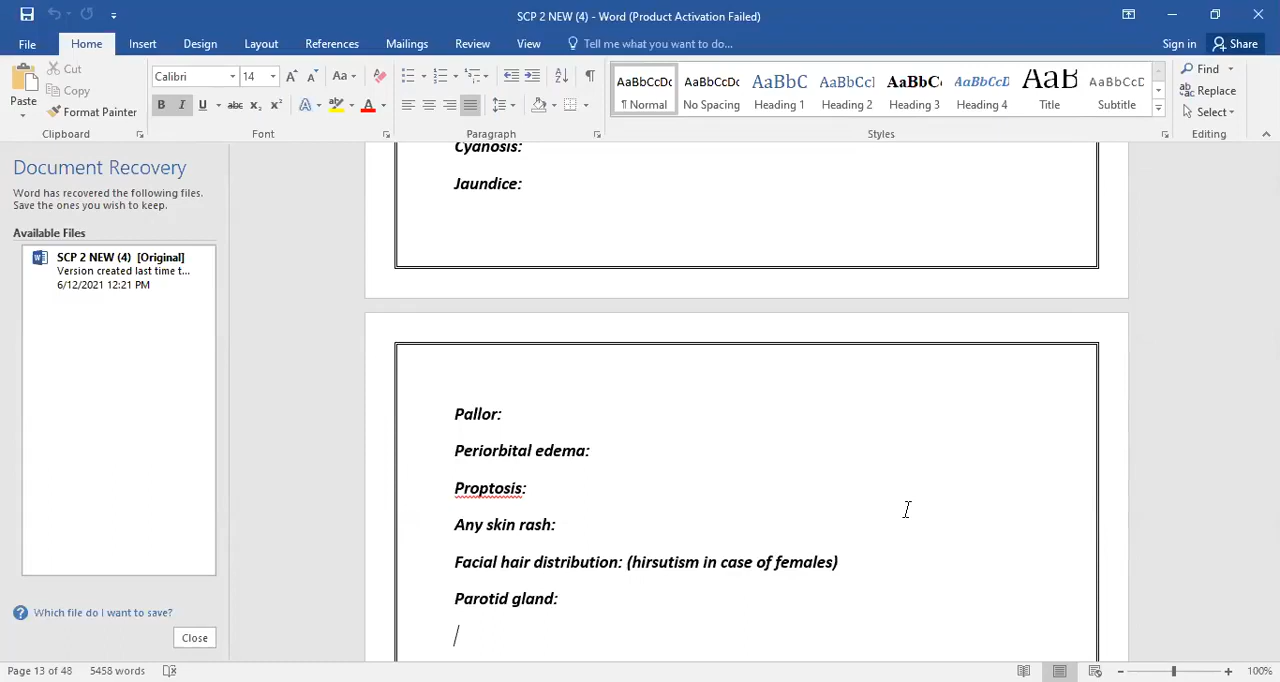 SCP 2 NEW (4) - Word (Product Activation Failed)
File Home Insert Design Layout References Mailings Review View Tell me what you want to do... Sign in Share
Paste Cut Copy Format Painter Clipboard
Calibri 14 Font
Paragraph
AaBbCcDc ¶ Normal
AaBbCcDc No Spacing
AaBbC Heading 1
AaBbCcI Heading 2
AaBbC Heading 3
AaBbCcD Heading 4
AaB Title
AaBbCcD Subtitle
Styles
Find Replace Select Editing
Document Recovery
Word has recovered the following files.
Save the ones you wish to keep.
Available Files
SCP 2 NEW (4) [Original]
Version created last time t...
6/12/2021 12:21 PM
Which file do I want to save?
Close
Cyanosis:
Jaundice:
Pallor:
Periorbital edema:
Proptosis:
Any skin rash:
Facial hair distribution: (hirsutism in case of females)
Parotid gland:
Page 13 of 48 5458 words 100%